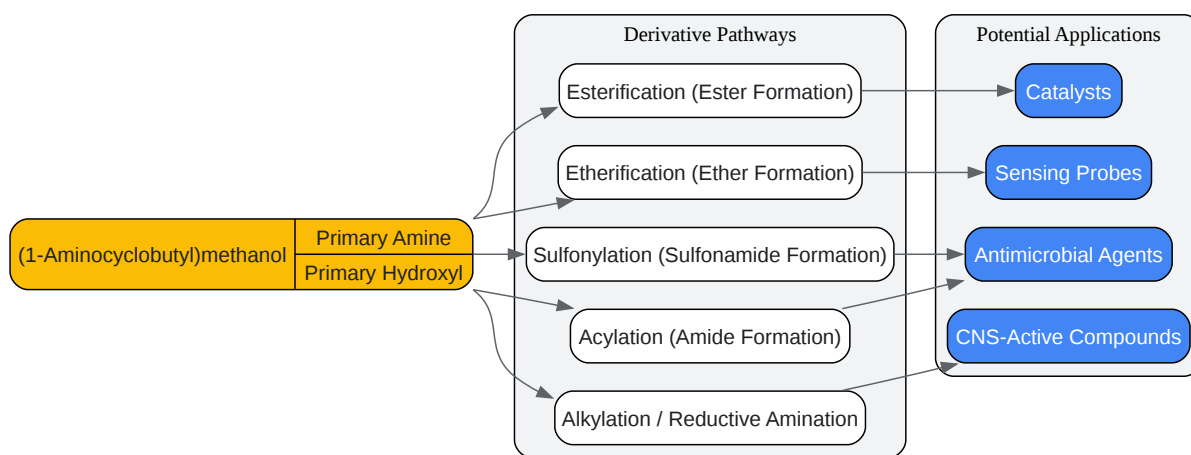 Derivative Pathways
Potential Applications
Esterification (Ester Formation)
Catalysts
Etherification (Ether Formation)
Sensing Probes
(1-Aminocyclobutyl)methanol
Primary Amine
Primary Hydroxyl
Sulfonylation (Sulfonamide Formation)
Antimicrobial Agents
Acylation (Amide Formation)
CNS-Active Compounds
Alkylation / Reductive Amination